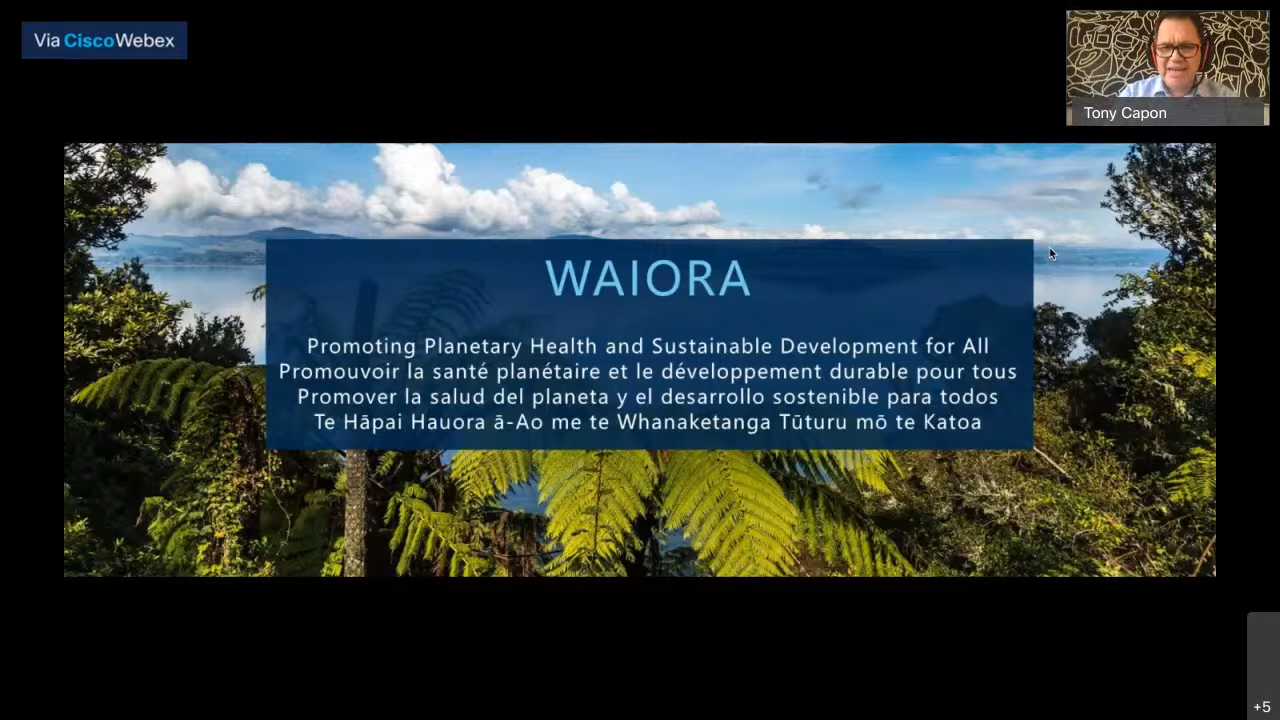 Via Cisco Webex
Tony Capon
WAIORA
Promoting Planetary Health and Sustainable Development for All
Promouvoir la santé planétaire et le développement durable pour tous
Promover la salud del planeta y el desarrollo sostenible para todos
Te Hāpai Hauora ā-Ao me te Whanaketanga Tūturu mō te Katoa
+5